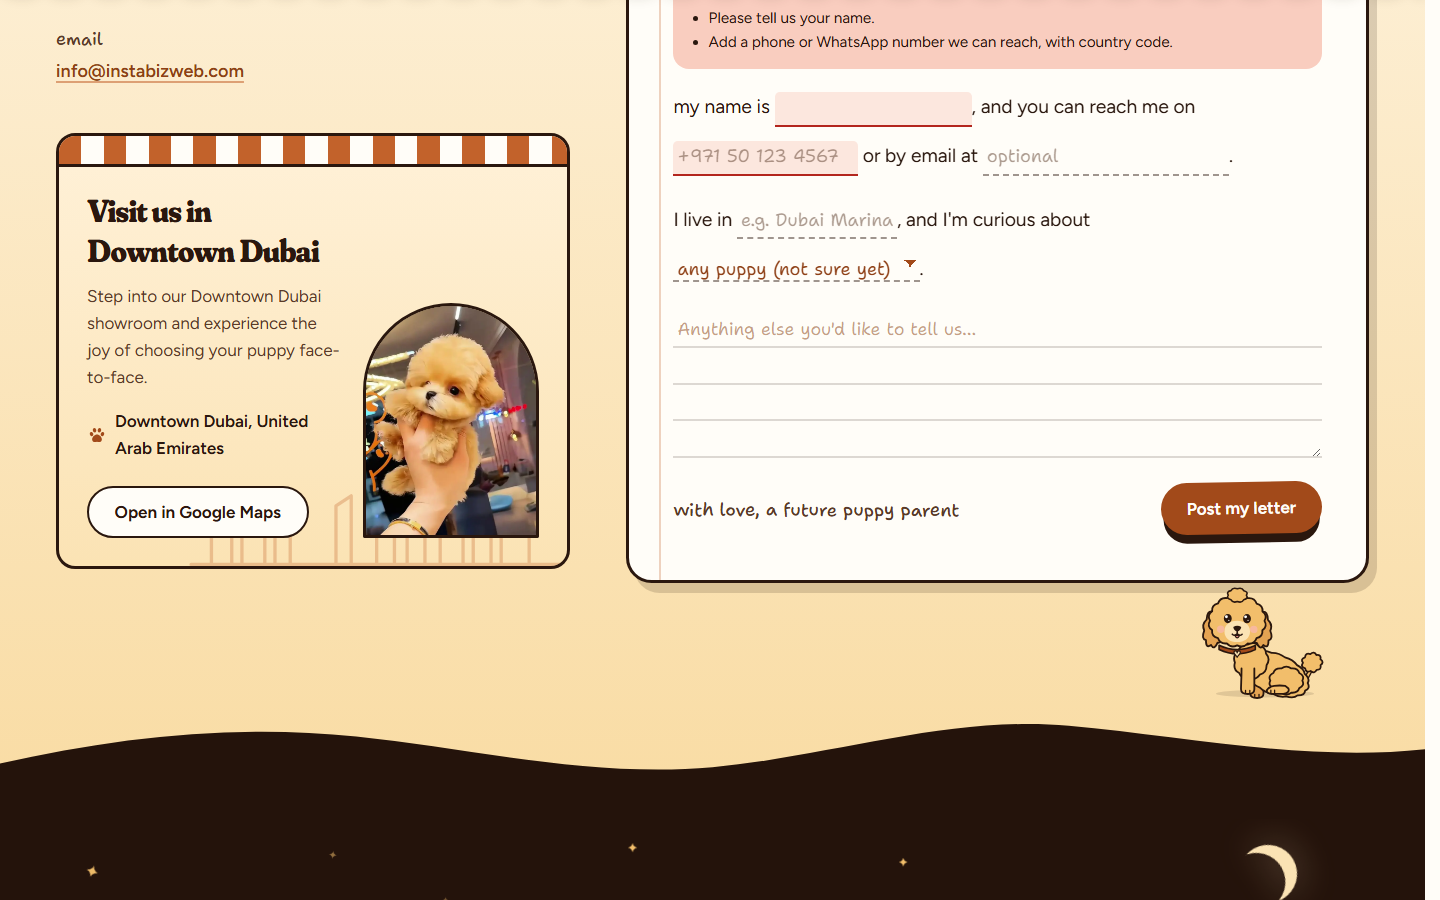 email
info@instabizweb.com
Visit us in
Downtown Dubai
Step into our Downtown Dubai
showroom and experience the
joy of choosing your puppy face-
to-face.
Downtown Dubai, United
Arab Emirates
Open in Google Maps
Please tell us your name.
Add a phone or WhatsApp number we can reach, with country code.
my name is , and you can reach me on
+971 50 123 4567 or by email at optional .
I live in e.g. Dubai Marina , and I'm curious about
any puppy (not sure yet) .
Anything else you'd like to tell us...
with love, a future puppy parent
Post my letter